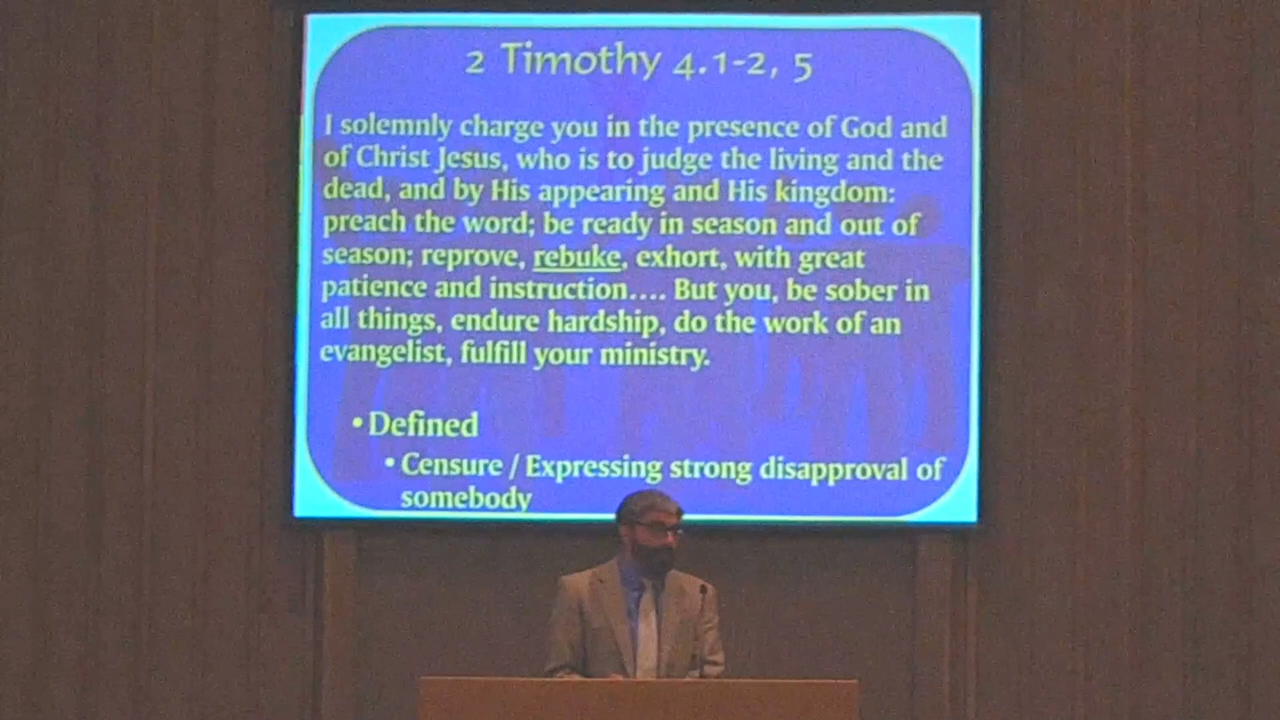 2 Timothy 4.1-2, 5
I solemnly charge you in the presence of God and
of Christ Jesus, who is to judge the living and the
dead, and by His appearing and His kingdom:
preach the word; be ready in season and out of
season; reprove, rebuke, exhort, with great
patience and instruction…. But you, be sober in
all things, endure hardship, do the work of an
evangelist, fulfill your ministry.
• Defined
• Censure / Expressing strong disapproval of
somebody